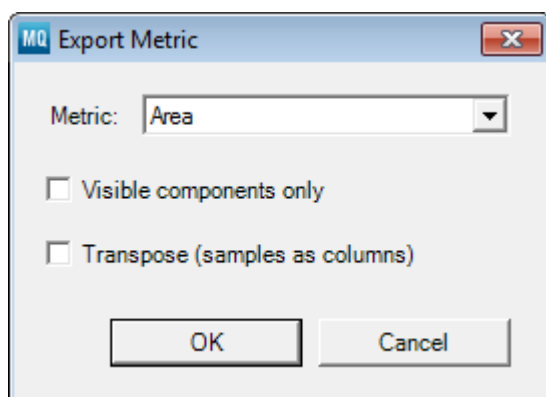 MQ Export Metric
Metric: Area
Visible components only
Transpose (samples as columns)
OK Cancel